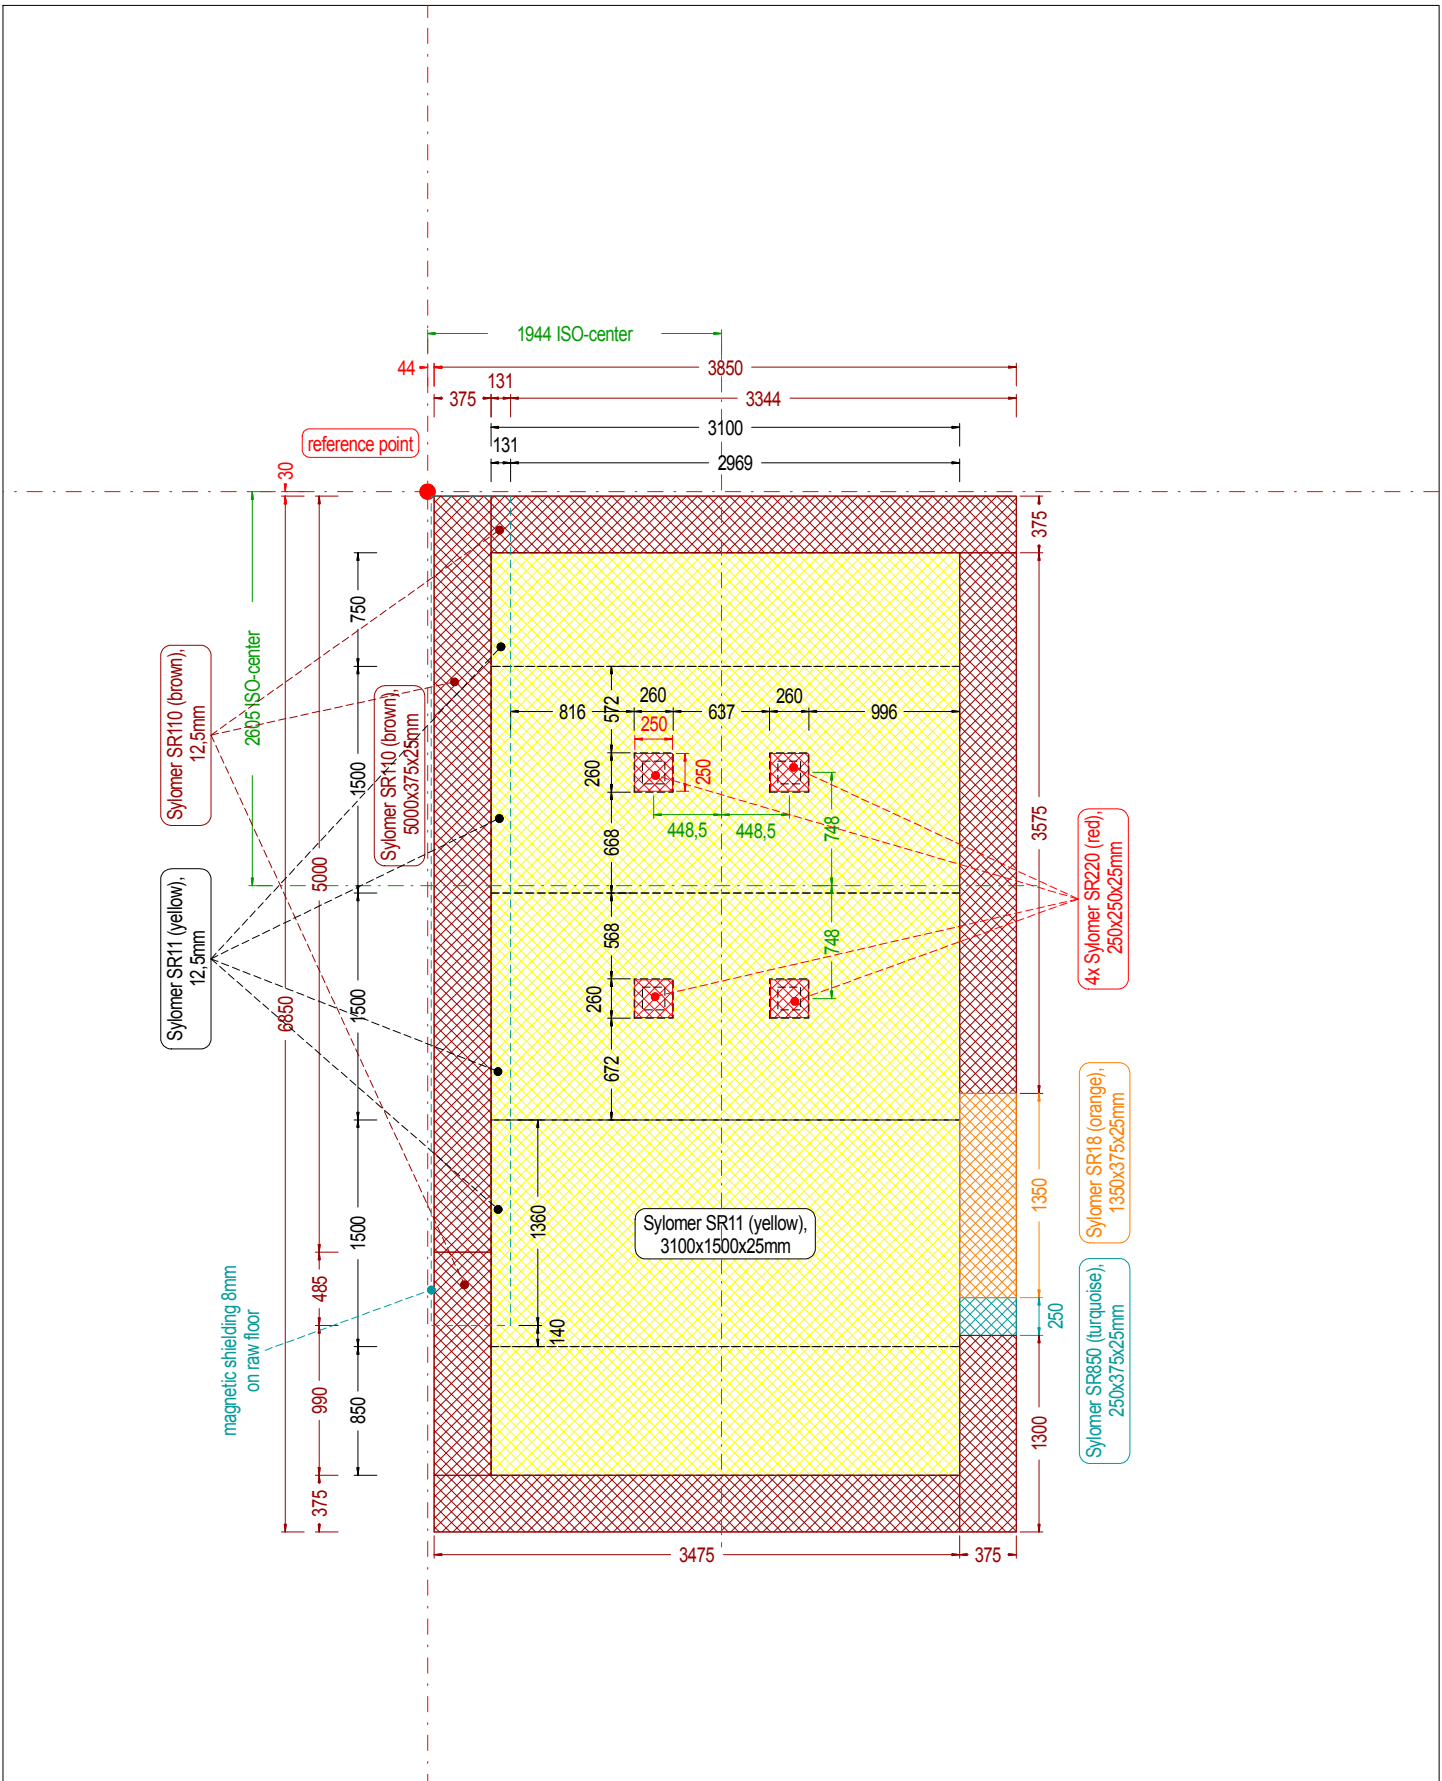 1944 ISO-center
44
3850
131
375
3344
3100
131
2969
reference point
30
375
750
2605 ISO-center
Sylomer SR110 (brown),
12,5mm
Sylomer SR110 (brown),
5000x375x25mm
1500
572
816
260
637
260
996
250
260
250
448,5
448,5
748
668
3575
5000
4x Sylomer SR220 (red),
250x250x25mm
Sylomer SR11 (yellow),
12,5mm
568
748
6850
1500
260
672
Sylomer SR18 (orange),
1350x375x25mm
1350
1360
1500
Sylomer SR11 (yellow),
3100x1500x25mm
485
magnetic shielding 8mm
on raw floor
140
250
Sylomer SR850 (turquoise),
250x375x25mm
990
850
1300
375
3475
375